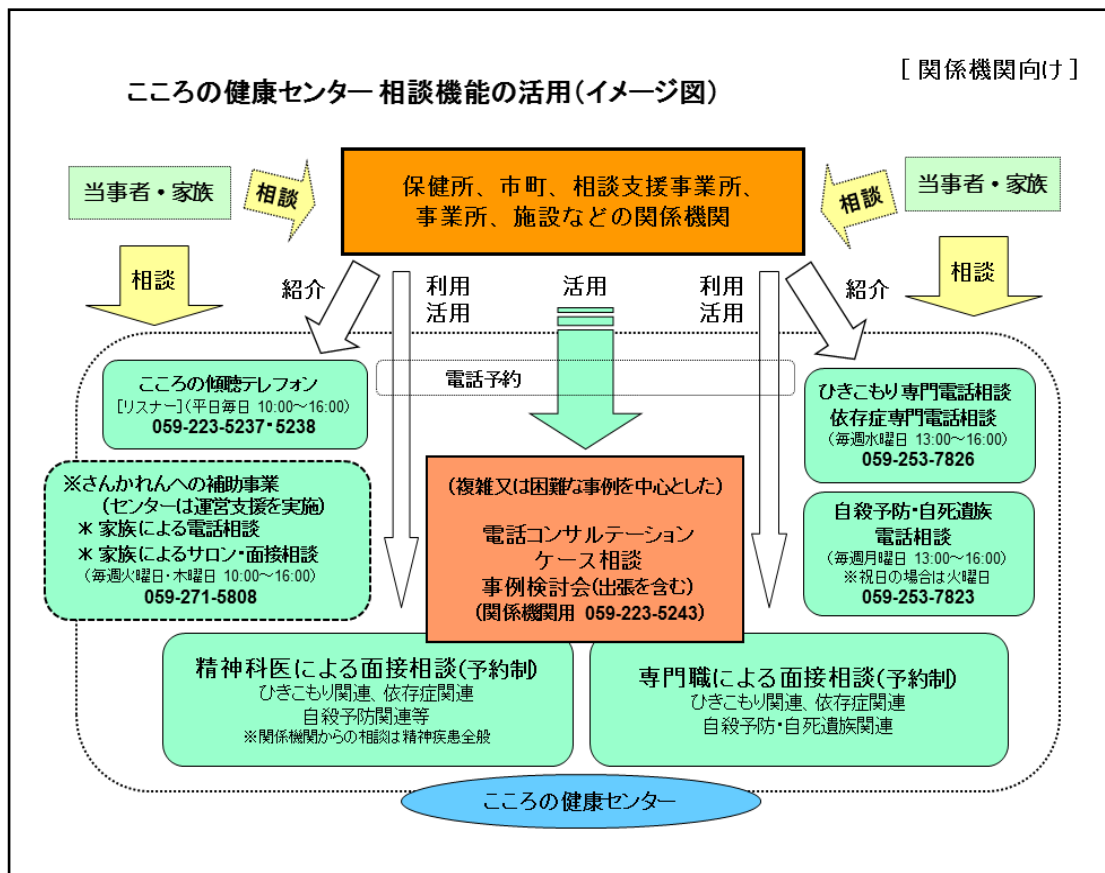 [ 関係機関向け ]
こころの健康センター 相談機能の活用(イメージ図)
当事者・家族
相談
保健所、市町、相談支援事業所、
事業所、施設などの関係機関
相談
当事者・家族
相談
紹介
利用
活用
活用
利用
活用
紹介
相談
電話予約
こころの傾聴テレフォン
[リスナー](平日毎日 10:00～16:00)
059-223-5237・5238
※さんかれんへの補助事業
(センターは運営支援を実施)
＊ 家族による電話相談
＊ 家族によるサロン・面接相談
(毎週火曜日・木曜日 10:00～16:00)
059-271-5808
(複雑又は困難な事例を中心とした)
電話コンサルテーション
ケース相談
事例検討会(出張を含む)
(関係機関用 059-223-5243)
ひきこもり専門電話相談
依存症専門電話相談
(毎週水曜日 13:00～16:00)
059-253-7826
自殺予防・自死遺族
電話相談
(毎週月曜日 13:00～16:00)
※祝日の場合は火曜日
059-253-7823
精神科医による面接相談(予約制)
ひきこもり関連、依存症関連
自殺予防関連等
※関係機関からの相談は精神疾患全般
専門職による面接相談(予約制)
ひきこもり関連、依存症関連
自殺予防・自死遺族関連
こころの健康センター